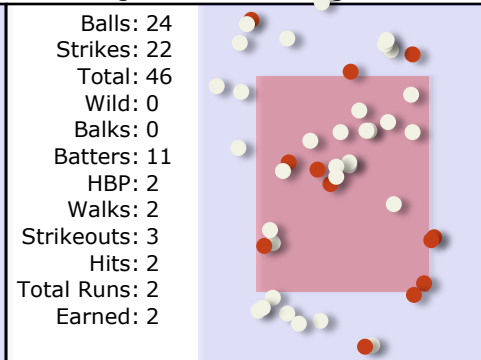 Balls: 24
Strikes: 22
Total: 46
Wild: 0
Balks: 0
Batters: 11
HBP: 2
Walks: 2
Strikeouts: 3
Hits: 2
Total Runs: 2
Earned: 2